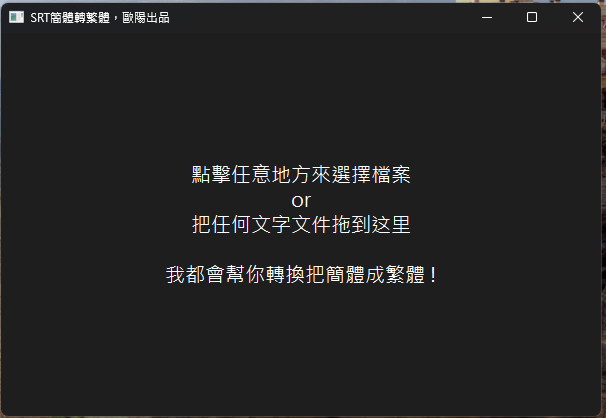 SRT簡體轉繁體，歐陽出品
點擊任意地方來選擇檔案
or
把任何文字文件拖到这里
我都會幫你轉換把簡體成繁體！